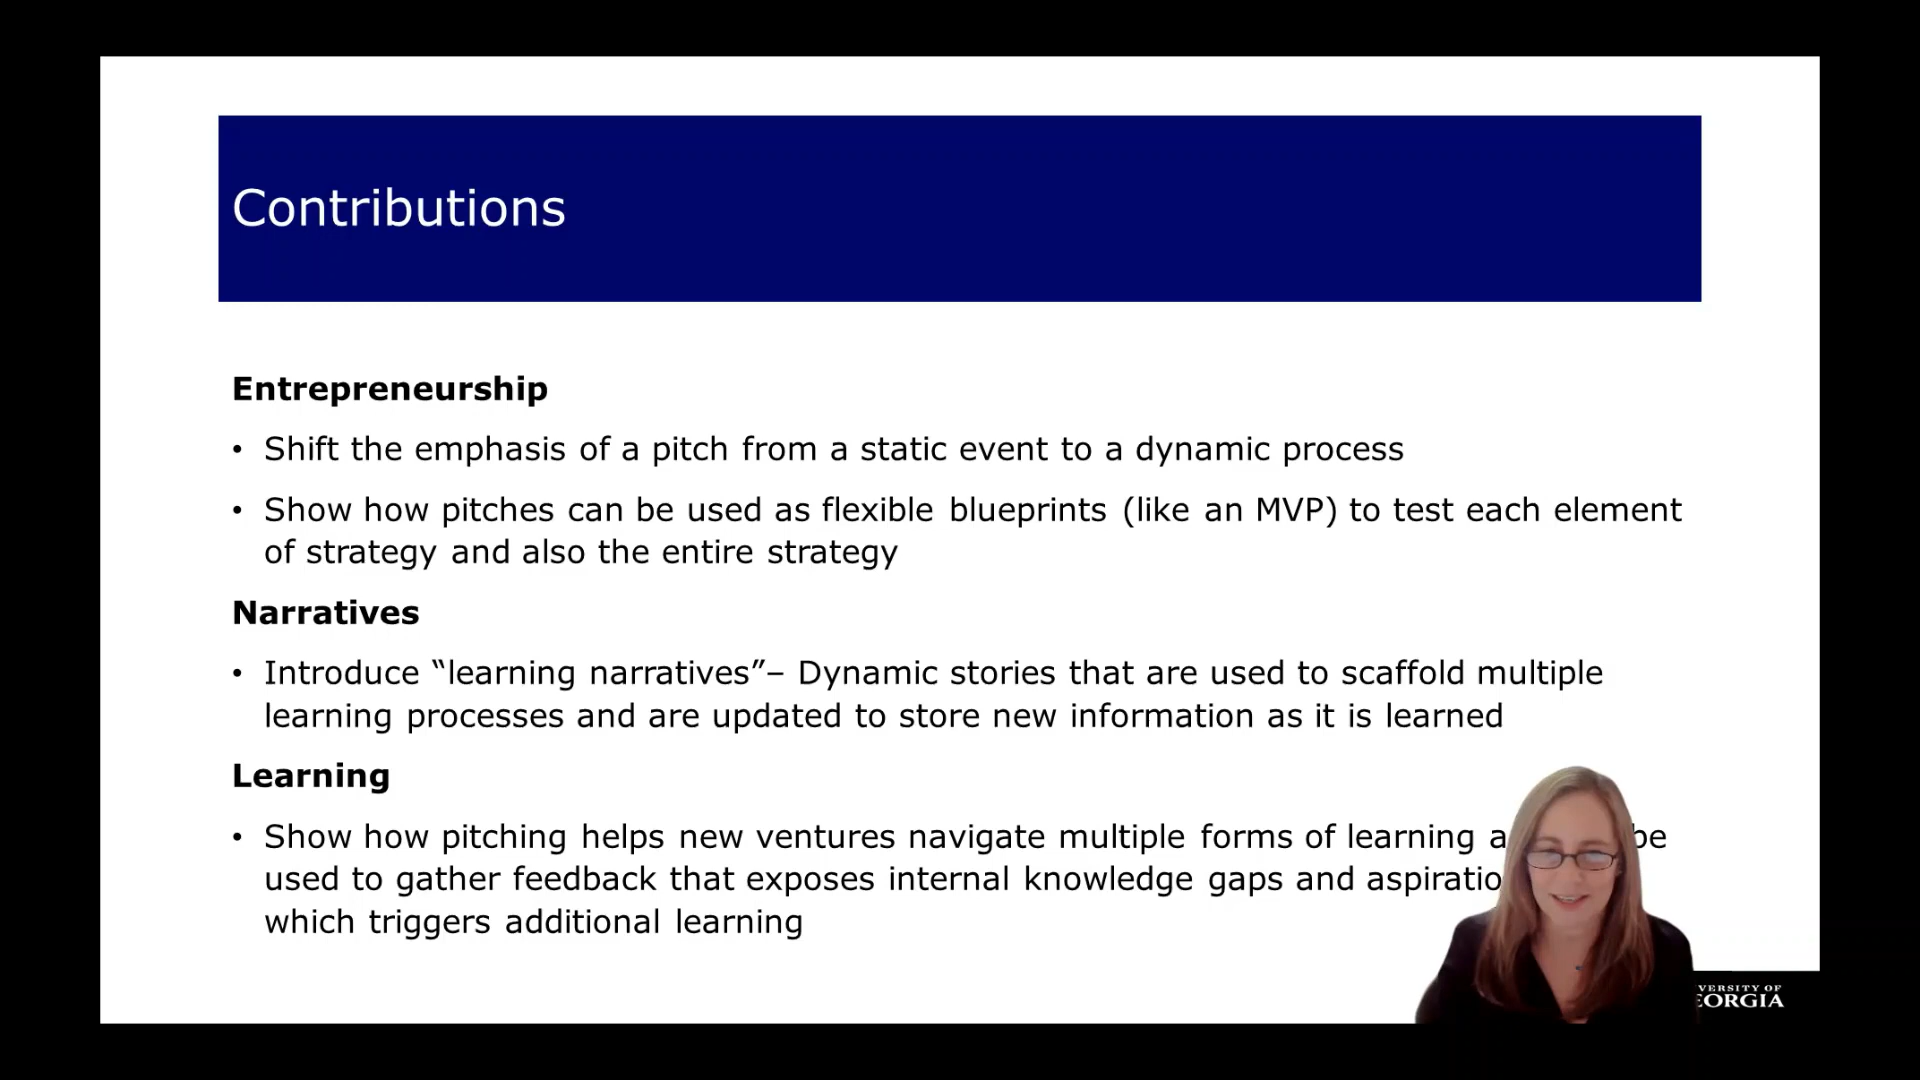 Contributions
Entrepreneurship
• Shift the emphasis of a pitch from a static event to a dynamic process
• Show how pitches can be used as flexible blueprints (like an MVP) to test each element
of strategy and also the entire strategy
Narratives
• Introduce “learning narratives”– Dynamic stories that are used to scaffold multiple
learning processes and are updated to store new information as it is learned
Learning
• Show how pitching helps new ventures navigate multiple forms of learning be
used to gather feedback that exposes internal knowledge gaps and
which triggers additional learning
OF